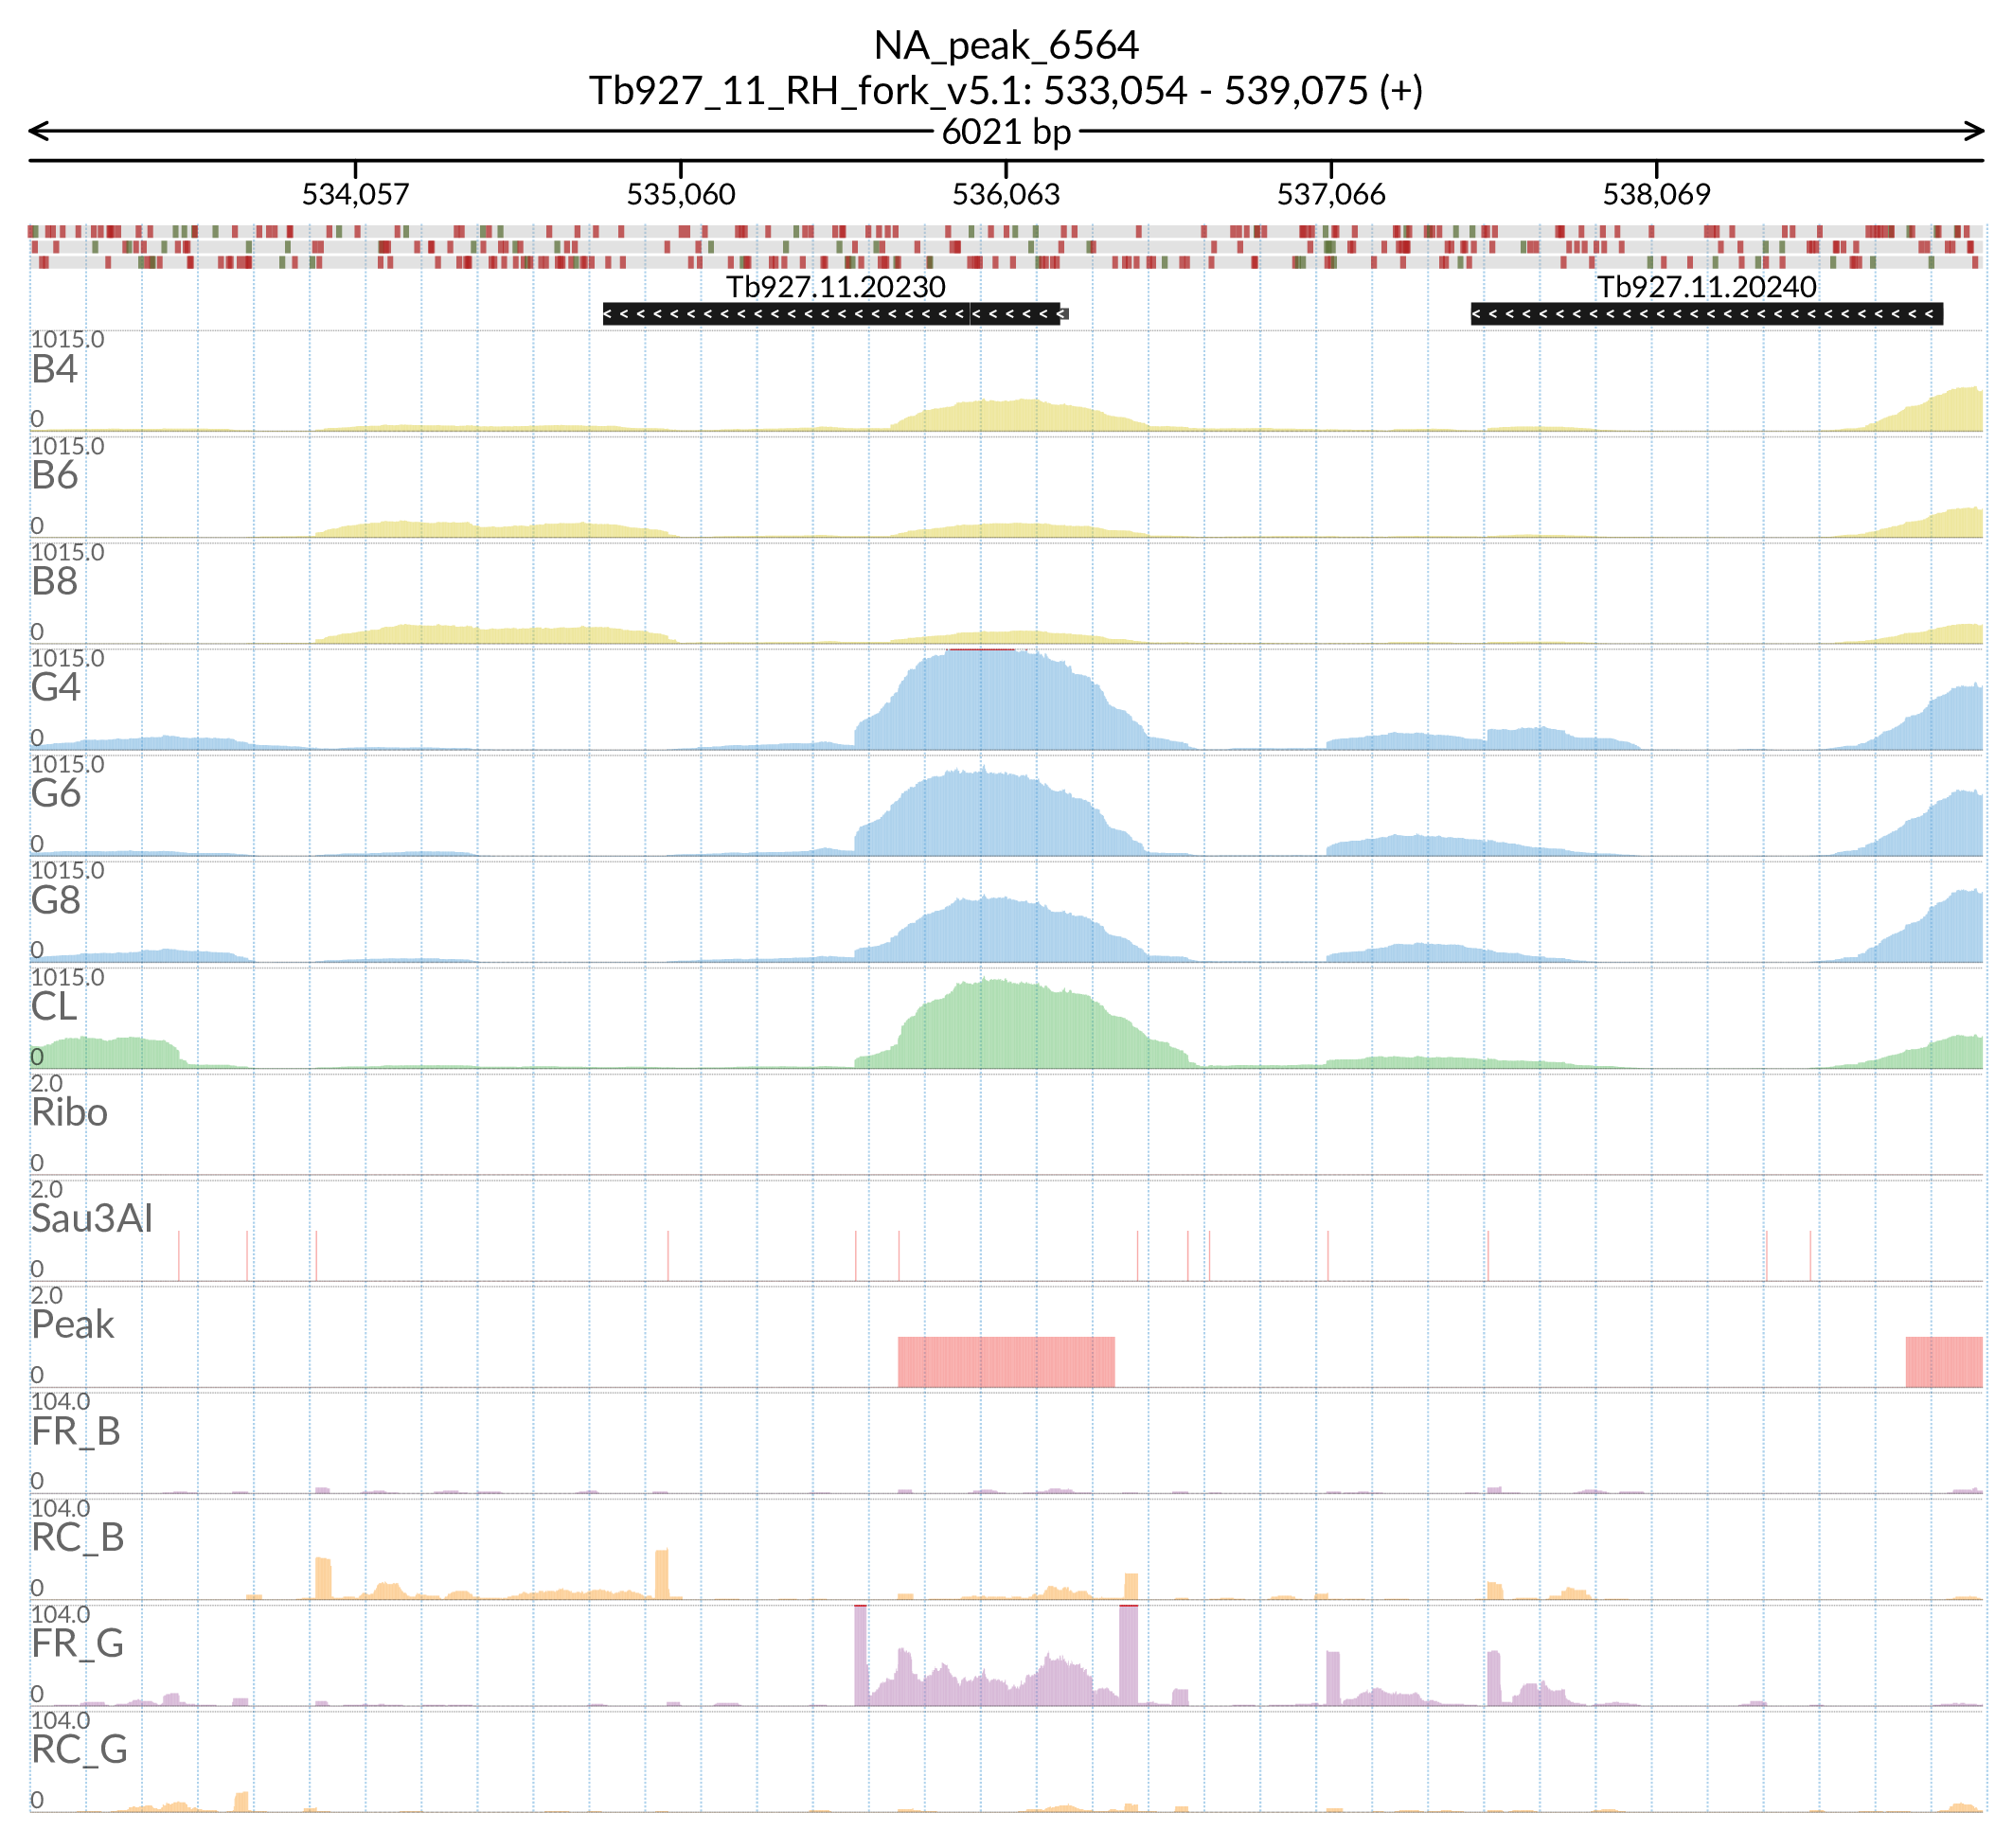 NA_peak_6564
Tb927_11_RH_fork_v5.1: 533,054 - 539,075 (+)
6021 bp
534,057 535,060 536,063 537,066 538,069
Tb927.11.20230 Tb927.11.20240
1015.0
B4
0
1015.0
B6
0
1015.0
B8
0
1015.0
G4
0
1015.0
G6
0
1015.0
G8
0
1015.0
CL
0
2.0
Ribo
0
2.0
Sau3AI
0
2.0
Peak
0
104.0
FR_B
0
104.0
RC_B
0
104.0
FR_G
0
104.0
RC_G
0